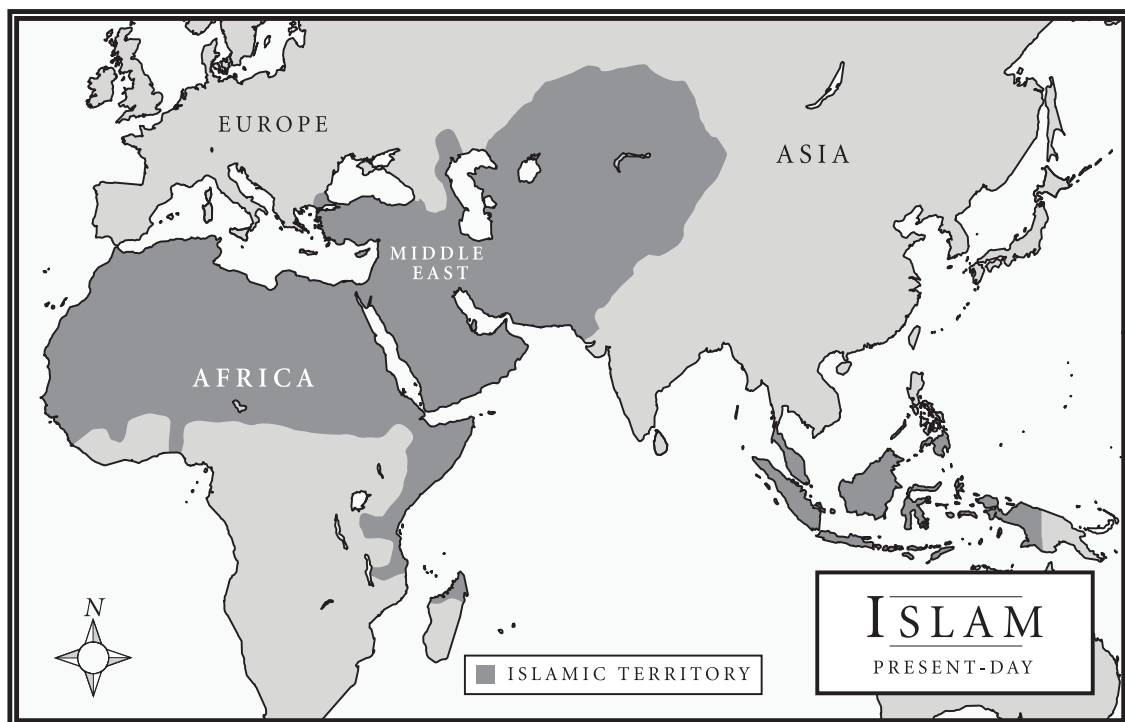 EUROPE
ASIA
MIDDLE
EAST
AFRICA
N
ISLAM
PRESENT-DAY
ISLAMIC TERRITORY